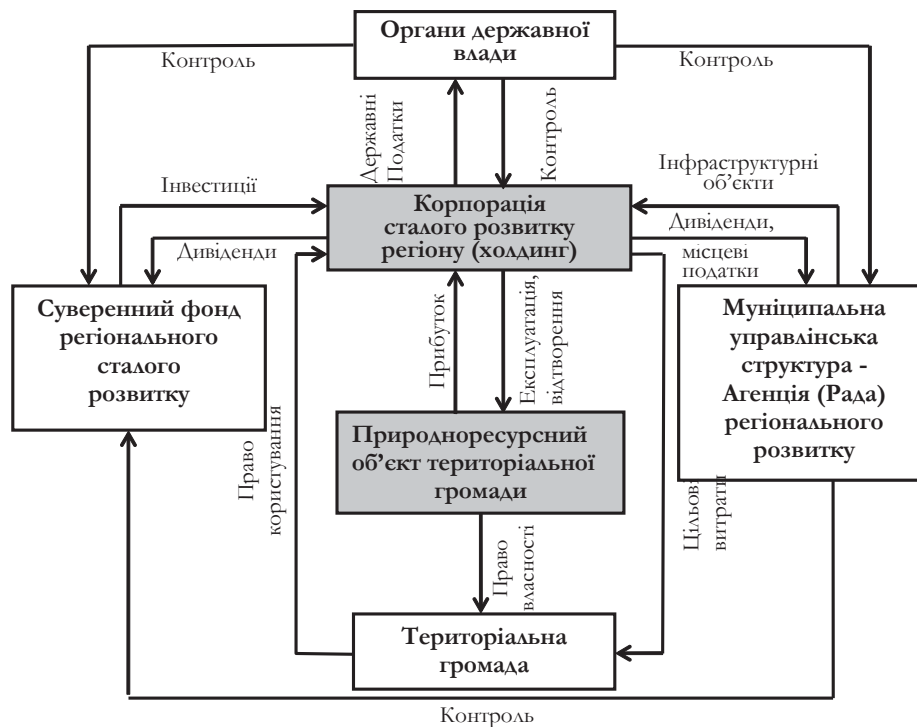 Органи державної
влади
Контроль
Контроль
Державні
Податки
Контроль
Інвестиції
Інфраструктурні
об’єкти
Корпорація
сталого розвитку
регіону (холдинг)
Дивіденди
Дивіденди,
місцеві
податки
Суверенний фонд
регіонального
сталого
розвитку
Прибуток
Експлуатація,
відтворення
Муніципальна
управлінська
структура -
Агенція (Рада)
регіонального
розвитку
Природноресурсний
об’єкт територіальної
громади
Право
користування
Цільові
витрати
Право
власності
Територіальна
громада
Контроль